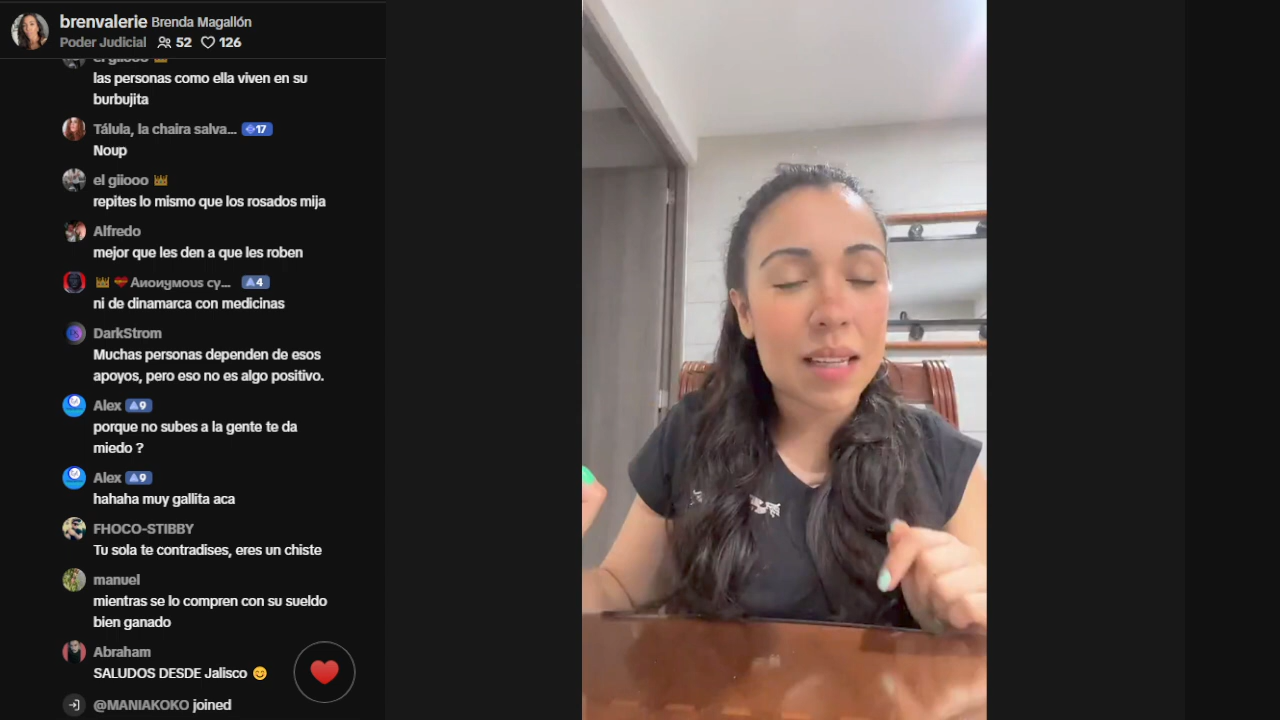 brenvalerie Brenda Magallón
Poder Judicial 52 126
el giiooo
las personas como ella viven en su
burbujita
Tálula, la chaira salva... 17
Noup
el giiooo
repites lo mismo que los rosados mija
Alfredo
mejor que les den a que les roben
Anoиyмouѕ cy... 4
ni de dinamarca con medicinas
DarkStrom
Muchas personas dependen de esos
apoyos, pero eso no es algo positivo.
Alex 9
porque no subes a la gente te da
miedo ?
Alex 9
hahaha muy gallita aca
FHOCO-STIBBY
Tu sola te contradises, eres un chiste
manuel
mientras se lo compren con su sueldo
bien ganado
Abraham
SALUDOS DESDE Jalisco 😊
@MANIAKOKO joined